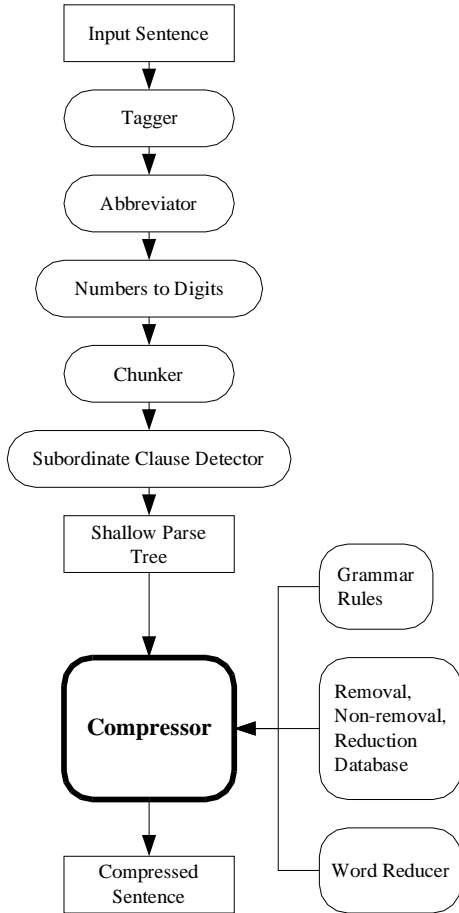 Input Sentence
Tagger
Abbreviator
Numbers to Digits
Chunker
Subordinate Clause Detector
Shallow Parse
Tree
Grammar
Rules
Compressor
Removal,
Non-removal,
Reduction
Database
Compressed
Sentence
Word Reducer